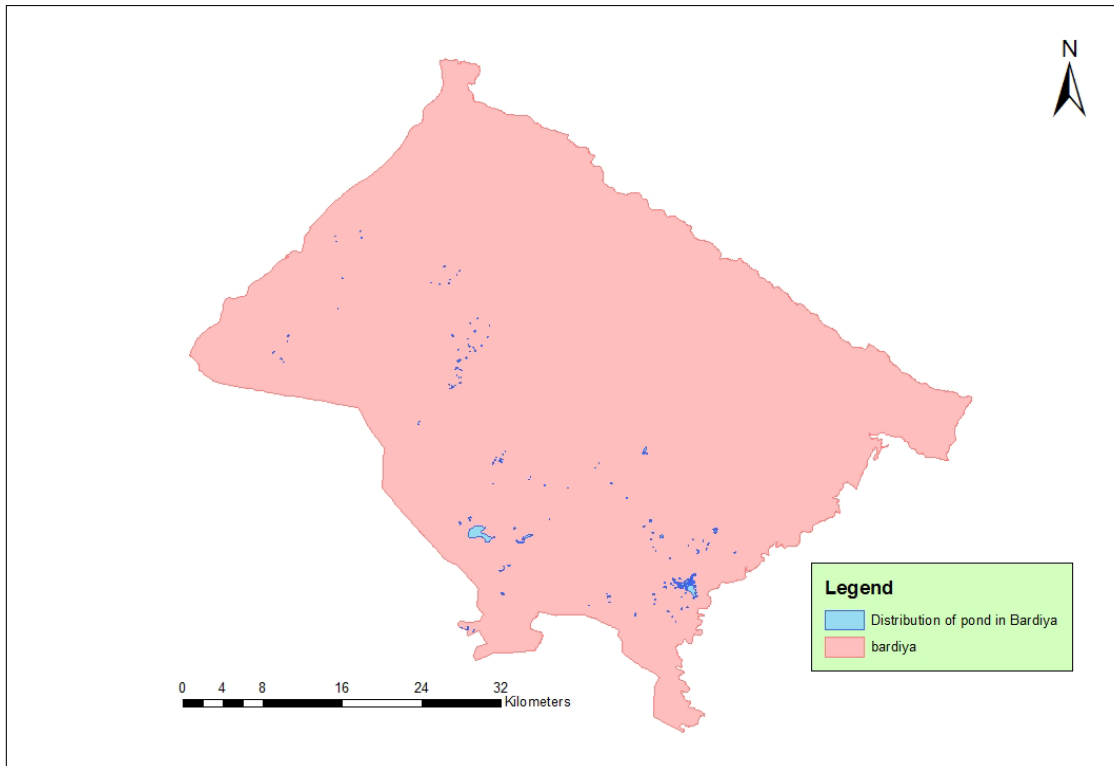 N
Legend
Distribution of pond in Bardiya
bardiya
0 4 8 16 24 32
Kilometers